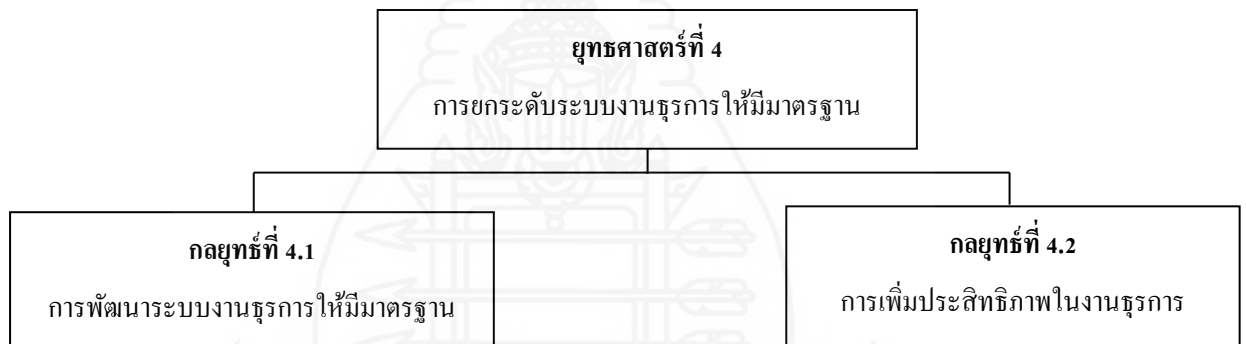 ยุทธศาสตร์ที่ 4
การยกระดับระบบงานธุรการให้มีมาตรฐาน
กลยุทธ์ที่ 4.1
การพัฒนาระบบงานธุรการให้มีมาตรฐาน
กลยุทธ์ที่ 4.2
การเพิ่มประสิทธิภาพในงานธุรการ